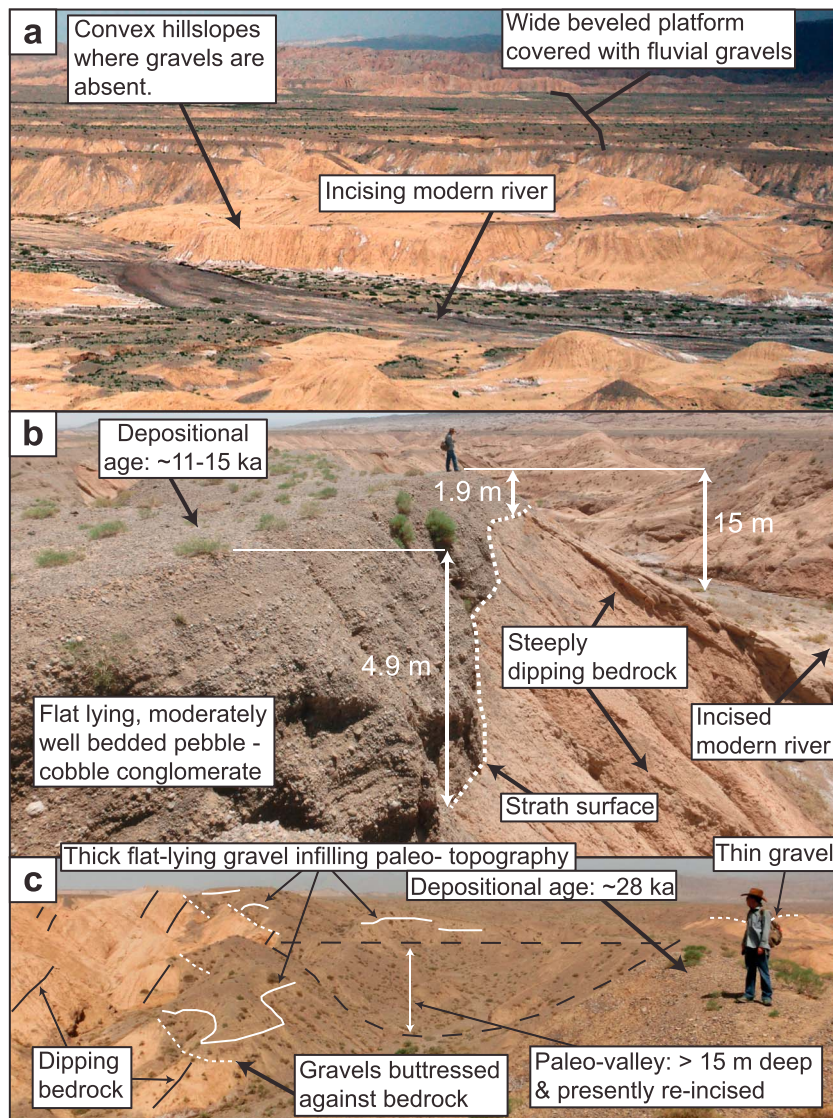 a
Convex hillslopes
where gravels are
absent.
Wide beveled platform
covered with fluvial gravels
Incising modern river
b
Depositional
age: ~11-15 ka
1.9 m
15 m
4.9 m
Steeply
dipping bedrock
Flat lying, moderately
well bedded pebble -
cobble conglomerate
Incised
modern river
Strath surface
c
Thick flat-lying gravel infilling paleo- topography
Thin gravel
Depositional age: ~28 ka
Dipping
bedrock
Gravels buttressed
against bedrock
Paleo-valley: > 15 m deep
& presently re-incised